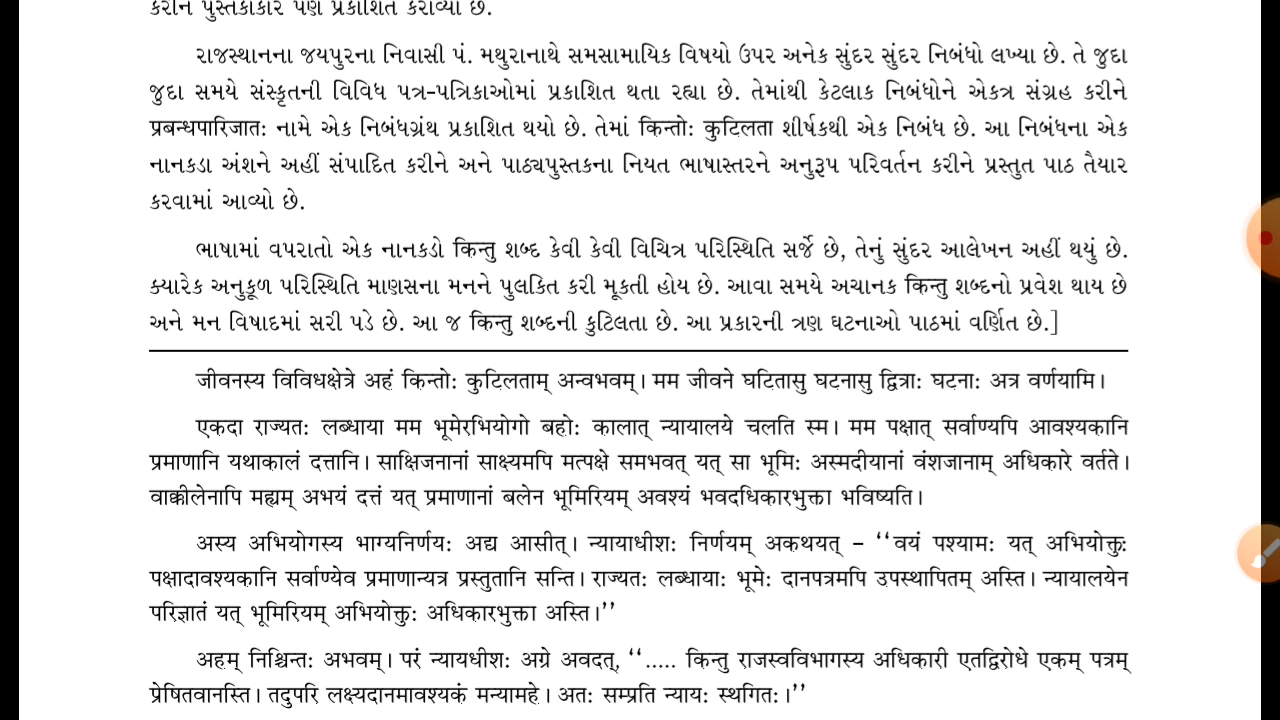 કરીને પુસ્તકાકારે પણ પ્રકાશિત કરાવ્યા છે.
રાજસ્થાનના જયપુરના નિવાસી પં. મથુરાનાથે સમસામાયિક વિષયો ઉપર અનેક સુંદર સુંદર નિબંધો લખ્યા છે. તે જુદા
જુદા સમયે સંસ્કૃતની વિવિધ પત્ર-પત્રિકાઓમાં પ્રકાશિત થતા રહ્યા છે. તેમાંથી કેટલાક નિબંધોને એકત્ર સંગ્રહ કરીને
प्रबन्धपारिजातः નામે એક નિબંધગ્રંથ પ્રકાશિત થયો છે. તેમાં किन्तोः कुटिलता શીર્ષકથી એક નિબંધ છે. આ નિબંધના એક
નાનકડા અંશને અહીં સંપાદિત કરીને અને પાઠ્યપુસ્તકના નિયત ભાષાસ્તરને અનુરૂપ પરિવર્તન કરીને પ્રસ્તુત પાઠ તૈયાર
કરવામાં આવ્યો છે.
ભાષામાં વપરાતો એક નાનકડો किन्तु શબ્દ કેવી કેવી વિચિત્ર પરિસ્થિતિ સર્જે છે, તેનું સુંદર આલેખન અહીં થયું છે.
ક્યારેક અનુકૂળ પરિસ્થિતિ માણસના મનને પુલકિત કરી મૂકતી હોય છે. આવા સમયે અચાનક किन्तु શબ્દનો પ્રવેશ થાય છે
અને મન વિષાદમાં સરી પડે છે. આ જ किन्तु શબ્દની કુટિલતા છે. આ પ્રકારની ત્રણ ઘટનાઓ પાઠમાં વર્ણિત છે.]
जीवनस्य विविधक्षेत्रे अहं किन्तोः कुटिलताम् अन्वभवम्। मम जीवने घटितासु घटनासु द्वित्राः घटनाः अत्र वर्णयामि।
एकदा राज्यतः लब्धाया मम भूमेरभियोगो बहोः कालात् न्यायालये चलति स्म। मम पक्षात् सर्वाण्यपि आवश्यकानि
प्रमाणानि यथाकालं दत्तानि। साक्षिजनानां साक्ष्यमपि मत्पक्षे समभवत् यत् सा भूमिः अस्मदीयानां वंशजानाम् अधिकारे वर्तते।
वाक्कीलेनापि मह्यम् अभयं दत्तं यत् प्रमाणानां बलेन भूमिरियम् अवश्यं भवदधिकारभुक्ता भविष्यति।
अस्य अभियोगस्य भाग्यनिर्णयः अद्य आसीत्। न्यायाधीशः निर्णयम् अकथयत् – ‘‘वयं पश्यामः यत् अभियोक्तुः
पक्षादावश्यकानि सर्वाण्येव प्रमाणान्यत्र प्रस्तुतानि सन्ति। राज्यतः लब्धायाः भूमेः दानपत्रमपि उपस्थापितम् अस्ति। न्यायालयेन
परिज्ञातं यत् भूमिरियम् अभियोक्तुः अधिकारभुक्ता अस्ति।’’
अहम् निश्चिन्तः अभवम्। परं न्यायधीशः अग्रे अवदत्, ‘‘..... किन्तु राजस्वविभागस्य अधिकारी एतद्विरोधे एकम् पत्रम्
प्रेषितवानस्ति। तदुपरि लक्ष्यदानमावश्यकं मन्यामहे। अतः सम्प्रति न्यायः स्थगितः।’’